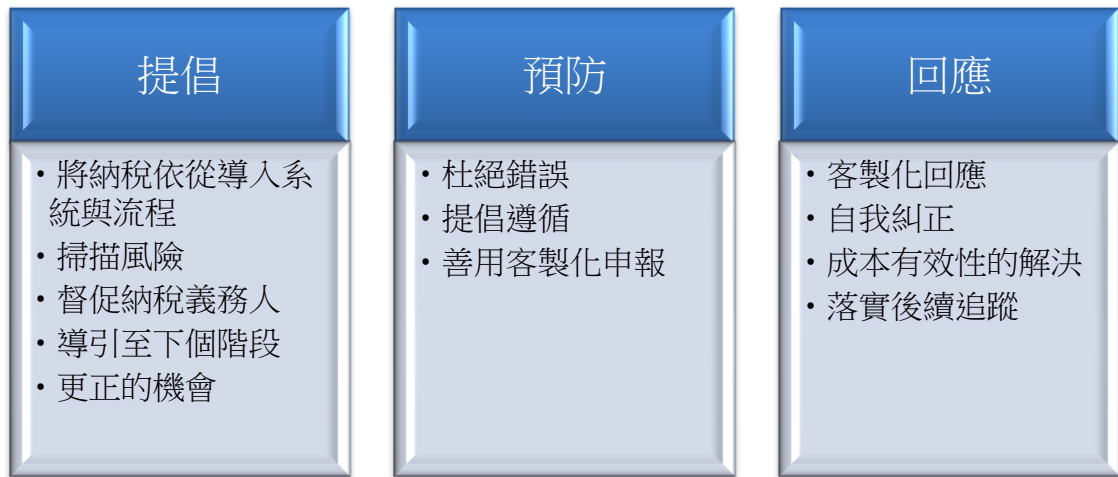 提倡
・將納稅依從導入系
統與流程
・掃描風險
・督促納稅義務人
・導引至下個階段
・更正的機會
預防
・杜絕錯誤
・提倡遵循
・善用客製化申報
回應
・客製化回應
・自我糾正
・成本有效性的解決
・落實後續追蹤